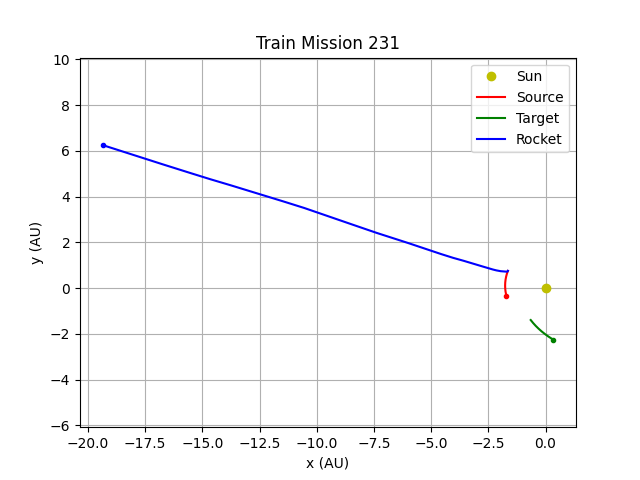 Train Mission 231
Sun
Source
Target
Rocket
10
8
6
4
2
0
−2
−4
−6
y (AU)
−20.0 −17.5 −15.0 −12.5 −10.0 −7.5 −5.0 −2.5 0.0
x (AU)